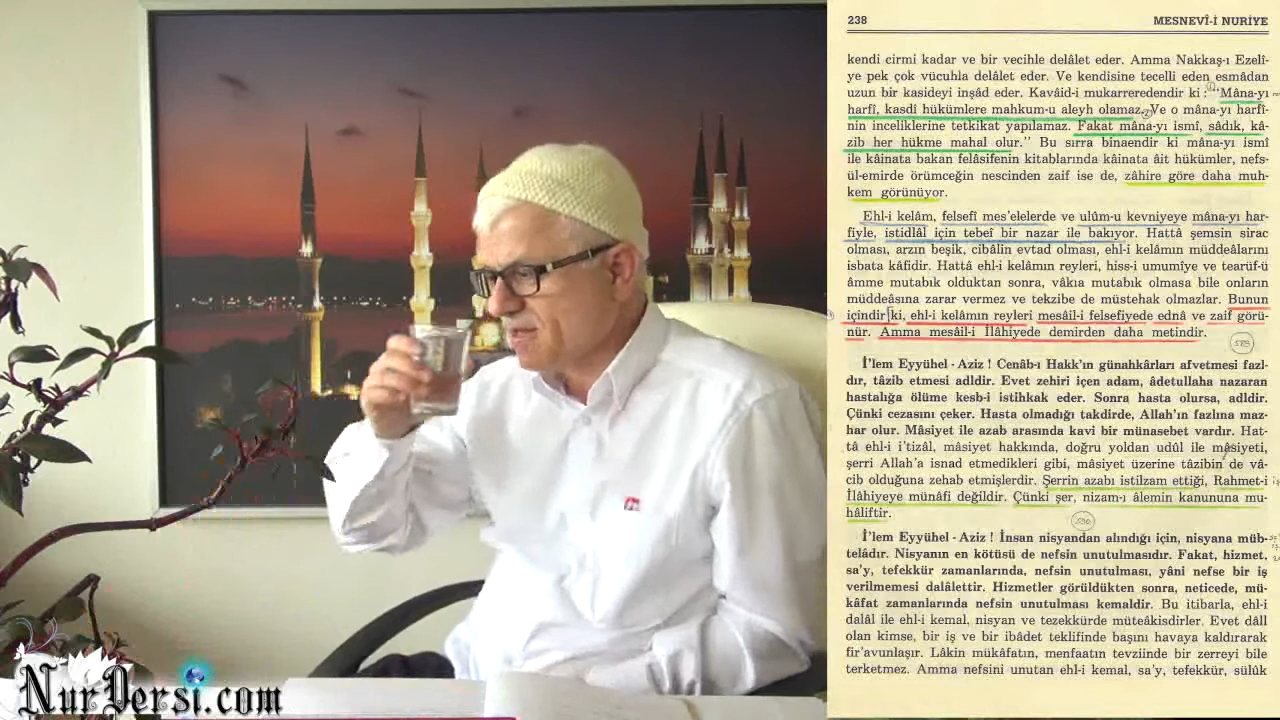 238 MESNEVÎ-İ NURİYE
kendi cirmi kadar ve bir vecihle delâlet eder. Amma Nakkaş-ı Ezelî-
ye pek çok vücuhla delâlet eder. Ve kendisine tecelli eden esmâdan
uzun bir kasideyi inşâd eder. Kavâid-i mukarreredendir ki: "Mâna-yı
harfî, kasdî hükümlere mahkum-u aleyh olamaz. Ve o mâna-yı harfî-
nin inceliklerine tetkikat yapılamaz. Fakat mâna-yı ismî, sâdık, kâ-
zib her hükme mahal olur." Bu sırra binaendir ki mâna-yı ismî
ile kâinata bakan felâsifenin kitablarında kâinata âit hükümler, nefs-
ül-emirde örümceğin nescinden zaif ise de, zâhire göre daha muh-
kem görünüyor.
Ehl-i kelâm, felsefî mes'elelerde ve ulûm-u kevniyeye mâna-yı har-
fiyle, istidlâl için tebeî bir nazar ile bakıyor. Hattâ şemsin sirac
olması, arzın beşik, cibâlin evtad olması, ehl-i kelâmın müddeâlarını
isbata kâfidir. Hattâ ehl-i kelâmın reyleri, hiss-i umumîye ve tearüf-ü
âmme mutabık olduktan sonra, vâkıa mutabık olmasa bile onların
müddeâsına zarar vermez ve tekzibe de müstehak olmazlar. Bunun
içindir ki, ehl-i kelâmın reyleri mesâil-i felsefiyede ednâ ve zaif görü-
nür. Amma mesâil-i İlâhiyede demirden daha metindir.
589
İ'lem Eyyühel-Aziz! Cenâb-ı Hakk'ın günahkârları afvetmesi fazl-
dır, tâzib etmesi adldir. Evet zehiri içen adam, âdetullaha nazaran
hastalığa ölüme kesb-i istihkak eder. Sonra hasta olursa, adldir.
Çünki cezasını çeker. Hasta olmadığı takdirde, Allah'ın fazlına maz-
har olur. Mâsiyet ile azab arasında kavi bir münasebet vardır. Hat-
tâ ehl-i i'tizâl, mâsiyet hakkında, doğru yoldan udûl ile mâsiyeti,
şerri Allah'a isnad etmedikleri gibi, mâsiyet üzerine tâzibin de vâ-
cib olduğuna zehab etmişlerdir. Şerrin azabı istilzam ettiği, Rahmet-i
İlâhiyeye münâfi değildir. Çünki şer, nizam-ı âlemin kanununa mu-
hâliftir.
590
İ'lem Eyyühel-Aziz! İnsan nisyandan alındığı için, nisyana müb-
telâdır. Nisyanın en kötüsü de nefsin unutulmasıdır. Fakat, hizmet,
sa'y, tefekkür zamanlarında, nefsin unutulması, yâni nefse bir iş
verilmemesi dalâlettir. Hizmetler görüldükten sonra, neticede, mü-
kâfat zamanlarında nefsin unutulması kemaldir. Bu itibarla, ehl-i
dalâl ile ehl-i kemal, nisyan ve tezekkürde müteâkisdirler. Evet dâll
olan kimse, bir iş ve bir ibâdet teklifinde başını havaya kaldırarak
fir'avunlaşır. Lâkin mükâfatın, menfaatın tevziinde bir zerreyi bile
terketmez. Amma nefsini unutan ehl-i kemal, sa'y, tefekkür, sülûk
NurDersi.com